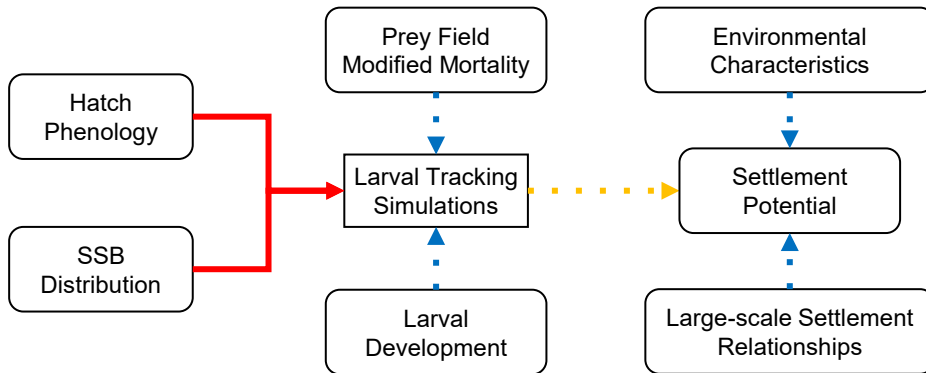 Prey Field
Modified Mortality
Environmental
Characteristics
Hatch
Phenology
Larval Tracking
Simulations
Settlement
Potential
SSB
Distribution
Larval
Development
Large-scale Settlement
Relationships